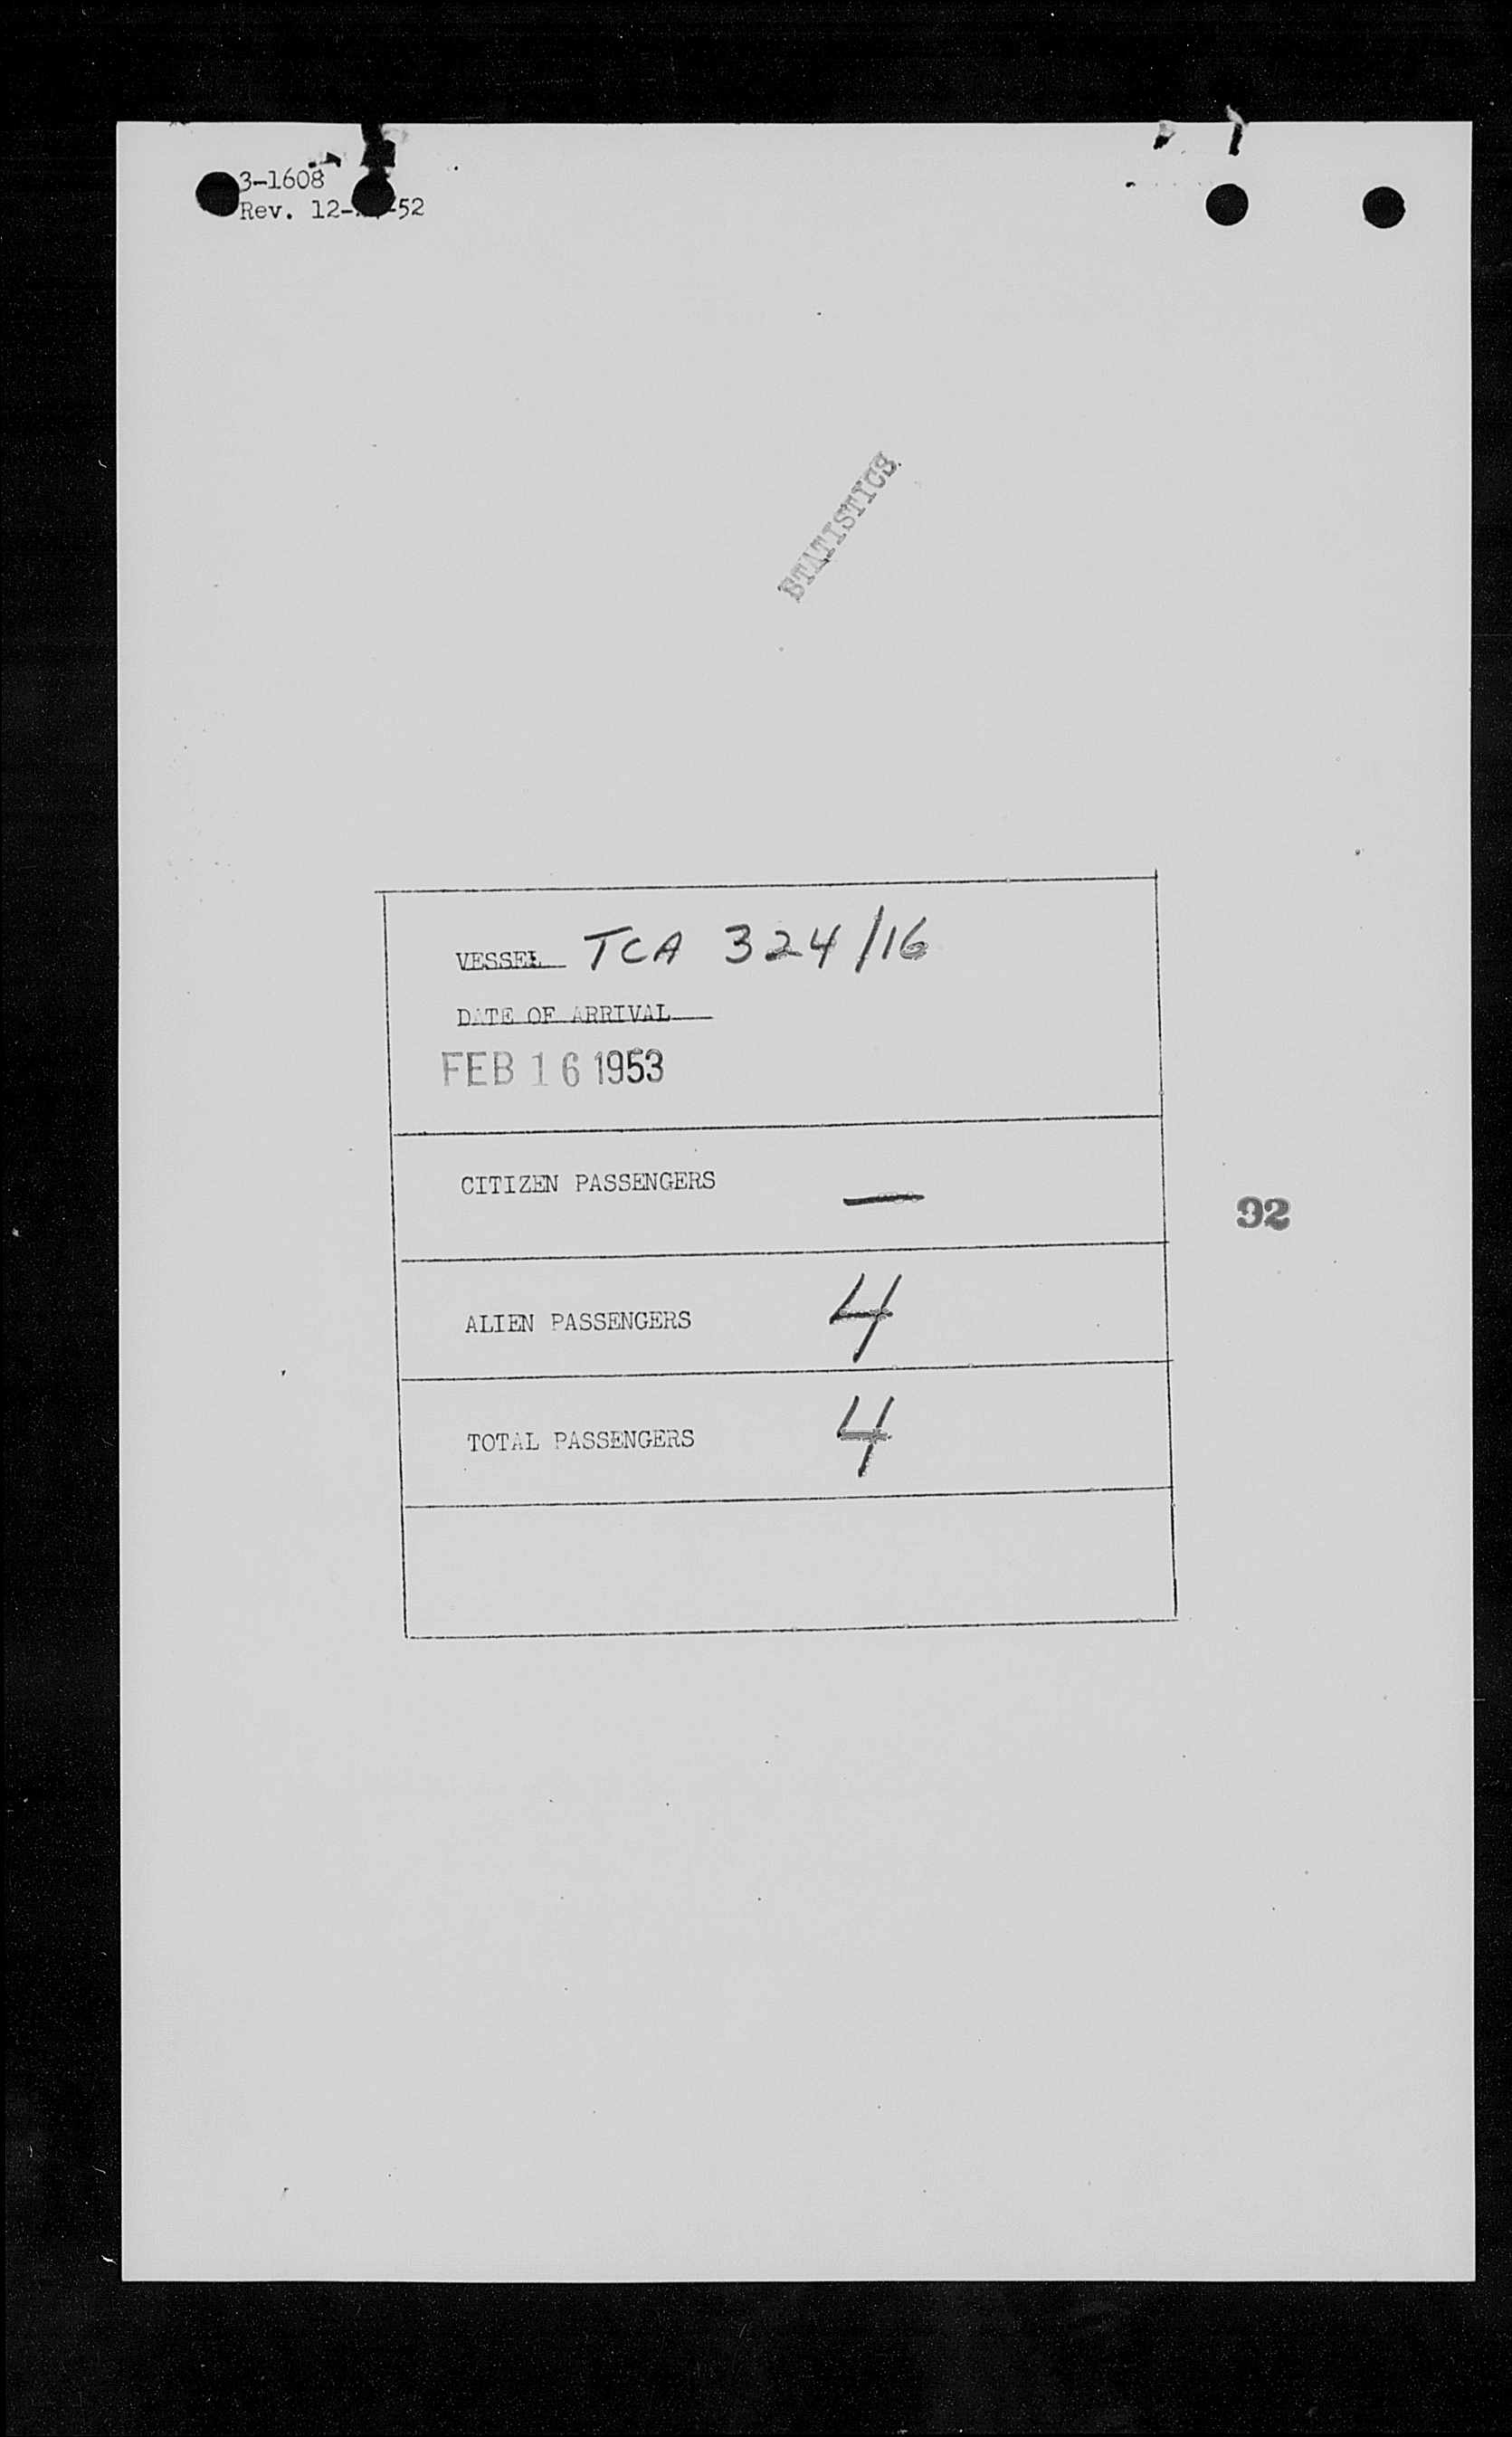 3-1608
Rev. 12- -52
STATISTICS
VESSEL TCA 324/16
DATE OF ARRIVAL
FEB 16 1953
CITIZEN PASSENGERS —
92
ALIEN PASSENGERS 4
TOTAL PASSENGERS 4